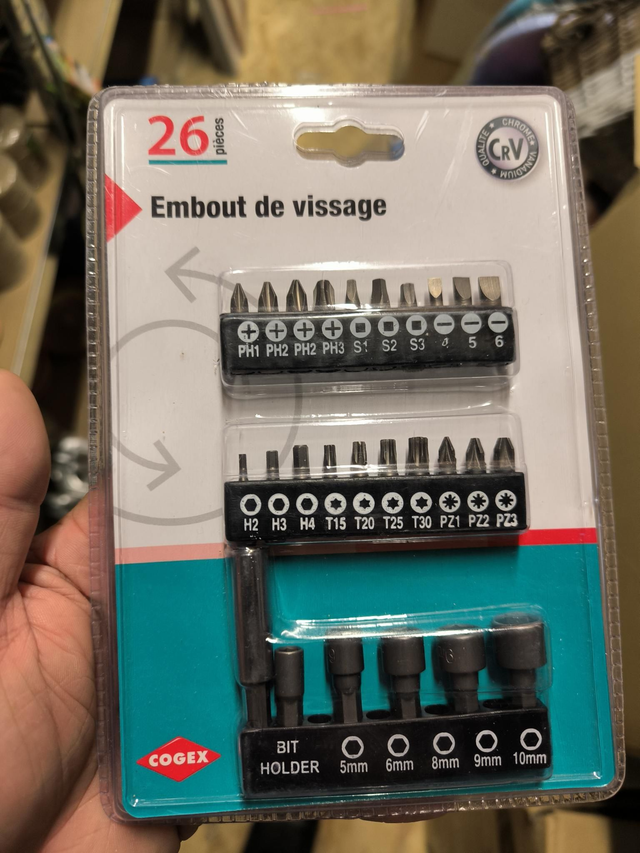 26 pièces
QUALITÉ • CHROME VANADIUM •
CRV
Embout de vissage
PH1 PH2 PH2 PH3 S1 S2 S3 4 5 6
H2 H3 H4 T15 T20 T25 T30 PZ1 PZ2 PZ3
BIT
HOLDER 5mm 6mm 8mm 9mm 10mm
COGEX